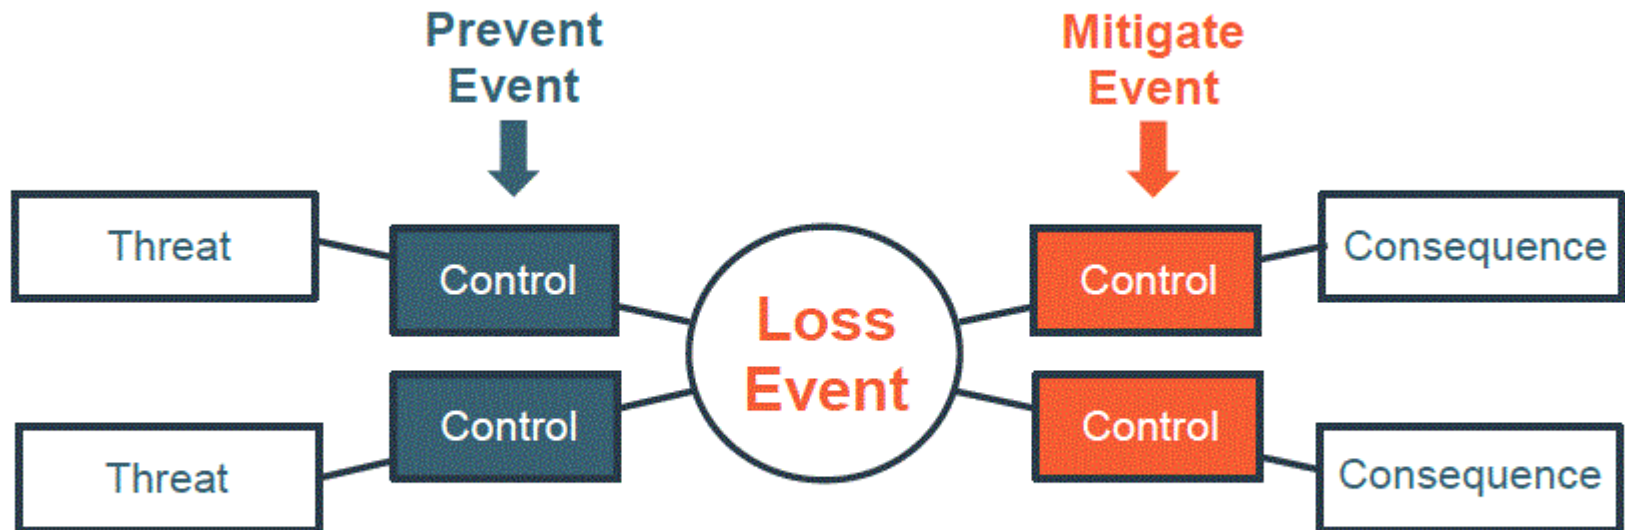 Prevent
Event
Mitigate
Event
Threat
Control
Loss
Event
Control
Consequence
Threat
Control
Control
Consequence